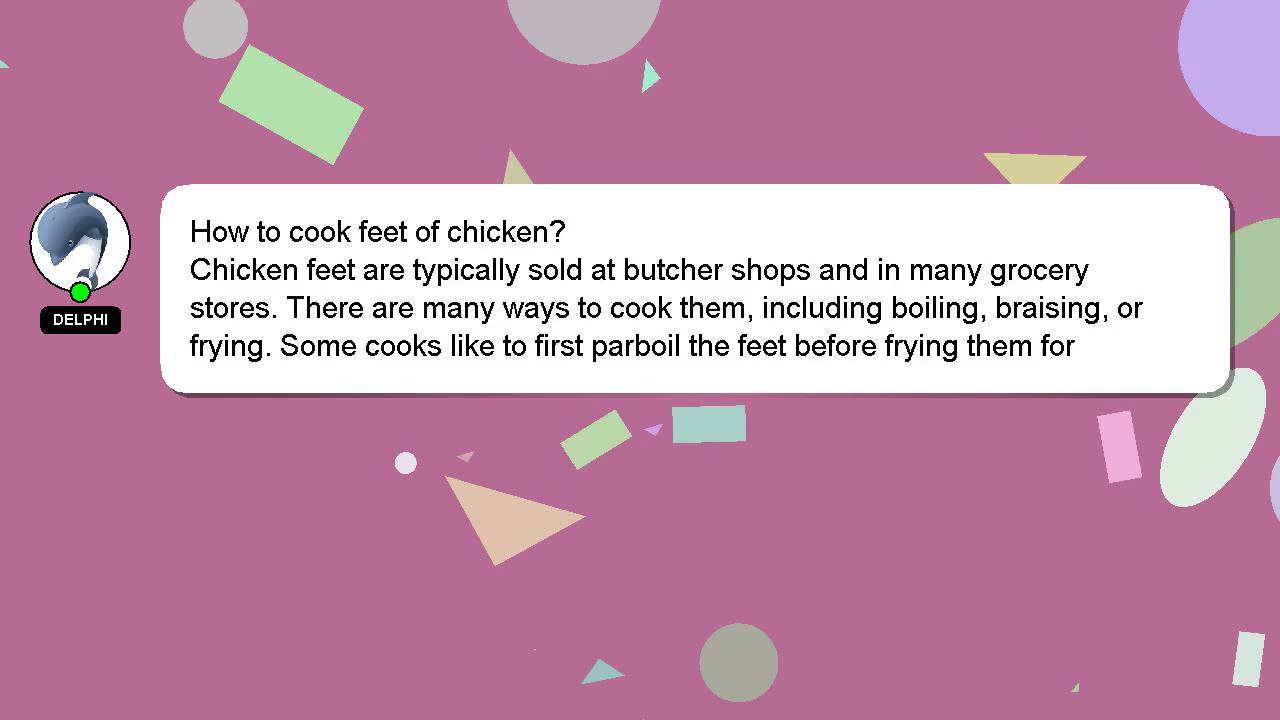 How to cook feet of chicken?
Chicken feet are typically sold at butcher shops and in many grocery
stores. There are many ways to cook them, including boiling, braising, or
frying. Some cooks like to first parboil the feet before frying them for
DELPHI